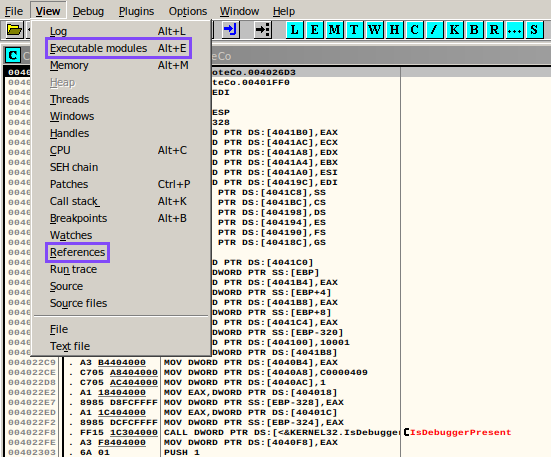 File View Debug Plugins Options Window Help
L E M T W H C / K B R ... S
C oteCo
Log Alt+L
Executable modules Alt+E
Memory Alt+M
Heap
Threads
Windows
Handles
CPU Alt+C
SEH chain
Patches Ctrl+P
Call stack Alt+K
Breakpoints Alt+B
Watches
References
Run trace
Source
Source files
File
Text file
oteCo.004026D3
teCo.00401FF0
EDI
ESP
328
D PTR DS:[4041B0],EAX
D PTR DS:[4041AC],ECX
D PTR DS:[4041A8],EDX
D PTR DS:[4041A4],EBX
D PTR DS:[4041A0],ESI
D PTR DS:[40419C],EDI
PTR DS:[4041C8],SS
PTR DS:[4041BC],CS
PTR DS:[404198],DS
PTR DS:[404194],ES
PTR DS:[404190],FS
PTR DS:[40418C],GS
D PTR DS:[4041C0]
DWORD PTR SS:[EBP]
D PTR DS:[4041B4],EAX
DWORD PTR SS:[EBP+4]
D PTR DS:[4041B8],EAX
DWORD PTR SS:[EBP+8]
D PTR DS:[4041C4],EAX
DWORD PTR SS:[EBP-320]
D PTR DS:[404100],10001
DWORD PTR DS:[4041B8]
004022C9 . A3 B4404000 MOV DWORD PTR DS:[4040B4],EAX
004022CE . C705 A8404000 MOV DWORD PTR DS:[4040A8],C0000409
004022D8 . C705 AC404000 MOV DWORD PTR DS:[4040AC],1
004022E2 . A1 18404000 MOV EAX,DWORD PTR DS:[404018]
004022E7 . 8985 D8FCFFFF MOV DWORD PTR SS:[EBP-328],EAX
004022ED . A1 1C404000 MOV EAX,DWORD PTR DS:[40401C]
004022F2 . 8985 DCFCFFFF MOV DWORD PTR SS:[EBP-324],EAX
004022F8 . FF15 1C304000 CALL DWORD PTR DS:[<&KERNEL32.IsDebugger IsDebuggerPresent
004022FE . A3 F8404000 MOV DWORD PTR DS:[4040F8],EAX
00402303 . 6A 01 PUSH 1